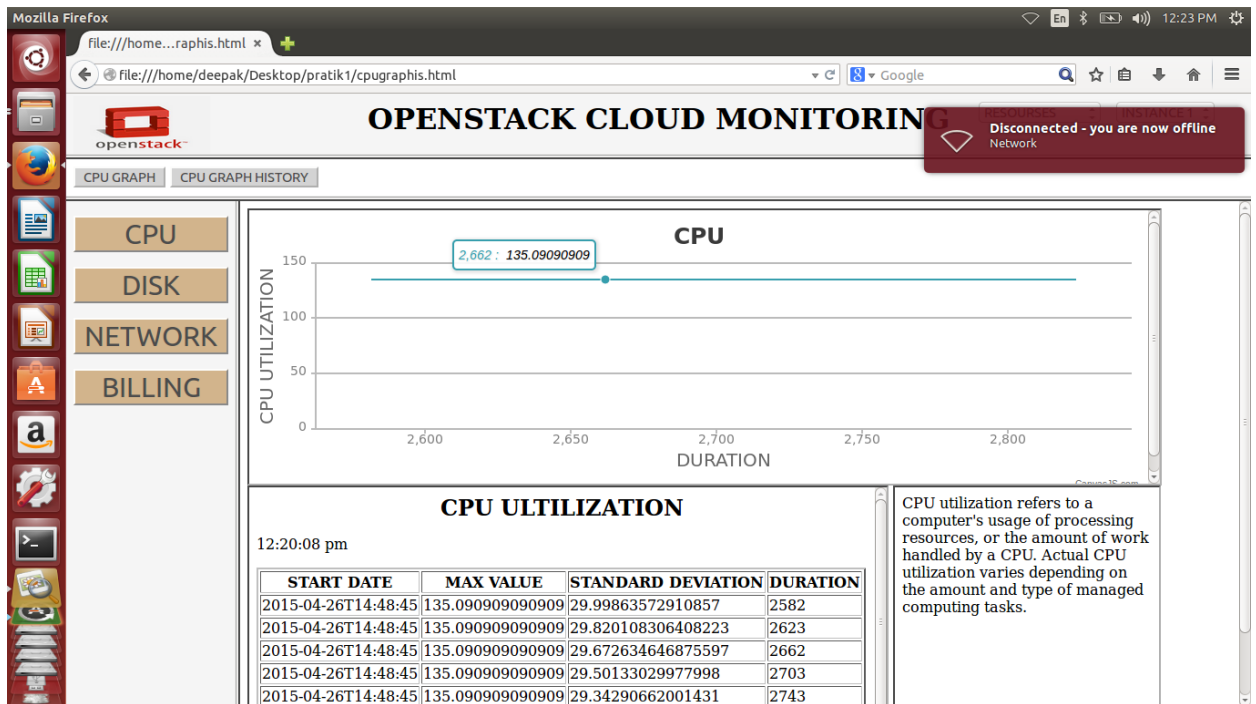 Mozilla Firefox
En
12:23 PM
file:///home...raphis.html
file:///home/deepak/Desktop/pratik1/cpugraphis.html
Google
openstack
OPENSTACK CLOUD MONITORING
RESOURSES
INSTANCE 1
Disconnected - you are now offline
Network
CPU GRAPH
CPU GRAPH HISTORY
CPU
DISK
NETWORK
BILLING
CPU
2,662 : 135.09090909
CPU UTILIZATION
150
100
50
0
2,600 2,650 2,700 2,750 2,800
DURATION
CanvasJS.com
CPU ULTILIZATION
12:20:08 pm
START DATE MAX VALUE STANDARD DEVIATION DURATION
2015-04-26T14:48:45 135.090909090909 29.99863572910857 2582
2015-04-26T14:48:45 135.090909090909 29.820108306408223 2623
2015-04-26T14:48:45 135.090909090909 29.672634646875597 2662
2015-04-26T14:48:45 135.090909090909 29.50133029977998 2703
2015-04-26T14:48:45 135.090909090909 29.34290662001431 2743
CPU utilization refers to a
computer's usage of processing
resources, or the amount of work
handled by a CPU. Actual CPU
utilization varies depending on
the amount and type of managed
computing tasks.